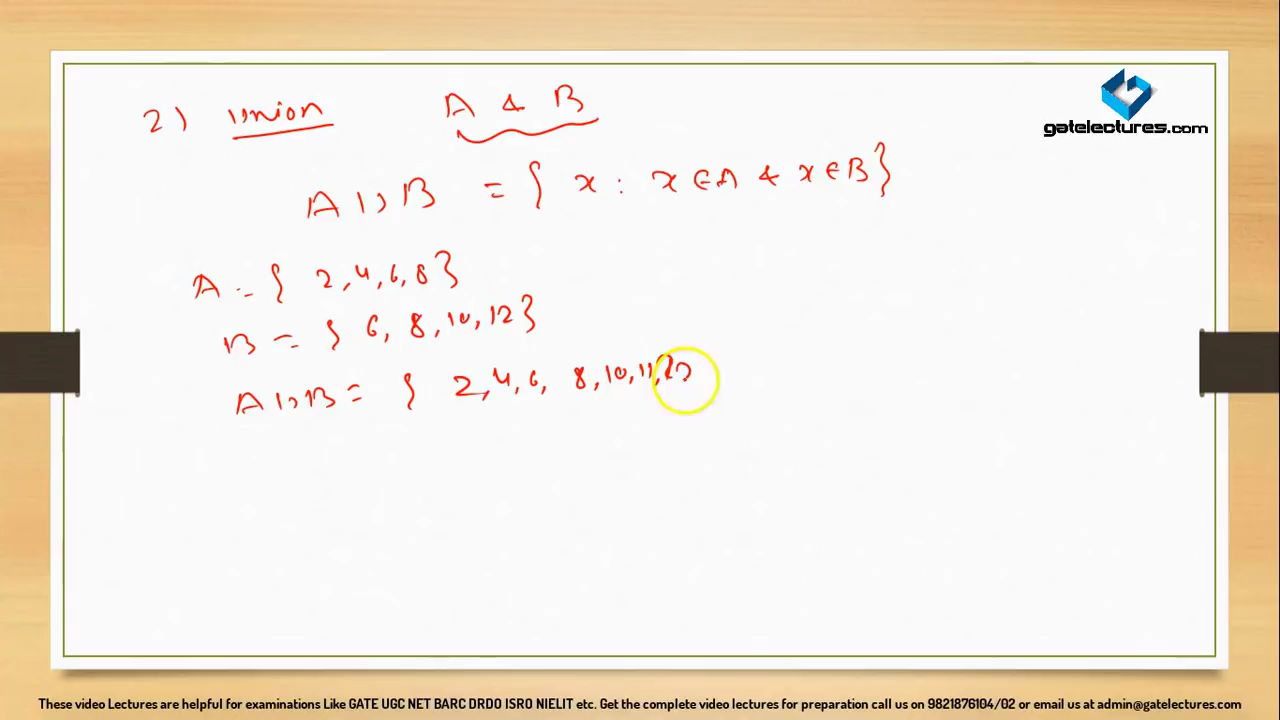 2) Union A & B
gatelectures.com
A ∪ B = { x : x ∈ A & x ∈ B }
A = { 2, 4, 6, 8 }
B = { 6, 8, 10, 12 }
A ∪ B = { 2, 4, 6, 8, 10, 11,
These video Lectures are helpful for examinations Like GATE UGC NET BARC DRDO ISRO NIELIT etc. Get the complete video lectures for preparation call us on 9821876104/02 or email us at admin@gatelectures.com